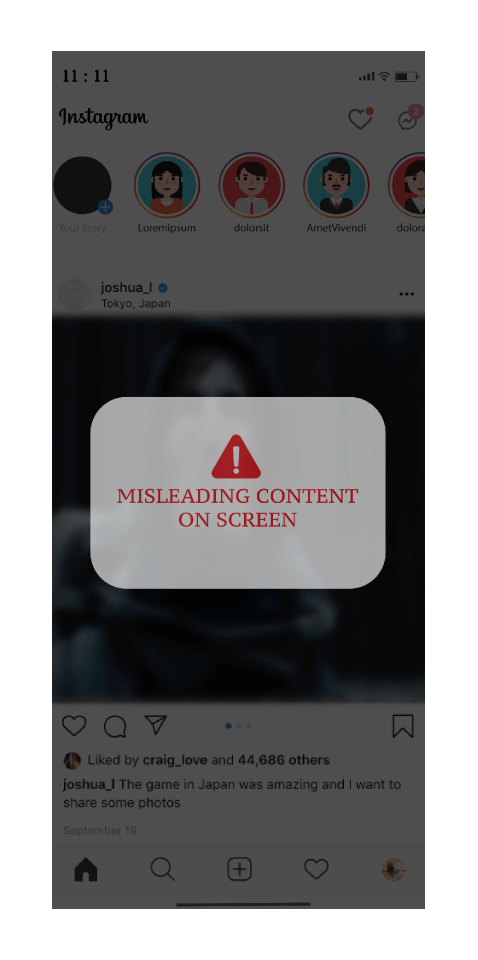 11 : 11
Instagram
2
Your Story
Loremipsum
dolorsit
AmetVivendi
dolora
joshua_l
Tokyo, Japan
MISLEADING CONTENT
ON SCREEN
Liked by craig_love and 44,686 others
joshua_l The game in Japan was amazing and I want to
share some photos
September 19